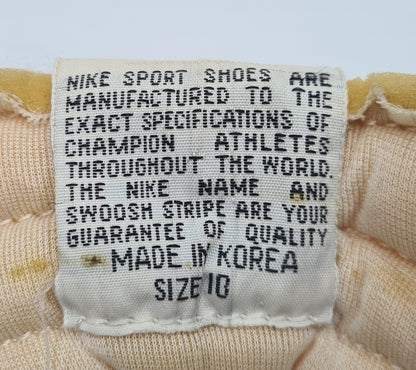 NIKE SPORT SHOES ARE
MANUFACTURED TO THE
EXACT SPECIFICATIONS OF
CHAMPION ATHLETES
THROUGHOUT THE WORLD.
THE NIKE NAME AND
SWOOSH STRIPE ARE YOUR
GUARANTEE OF QUALITY
MADE IN KOREA
SIZE 10